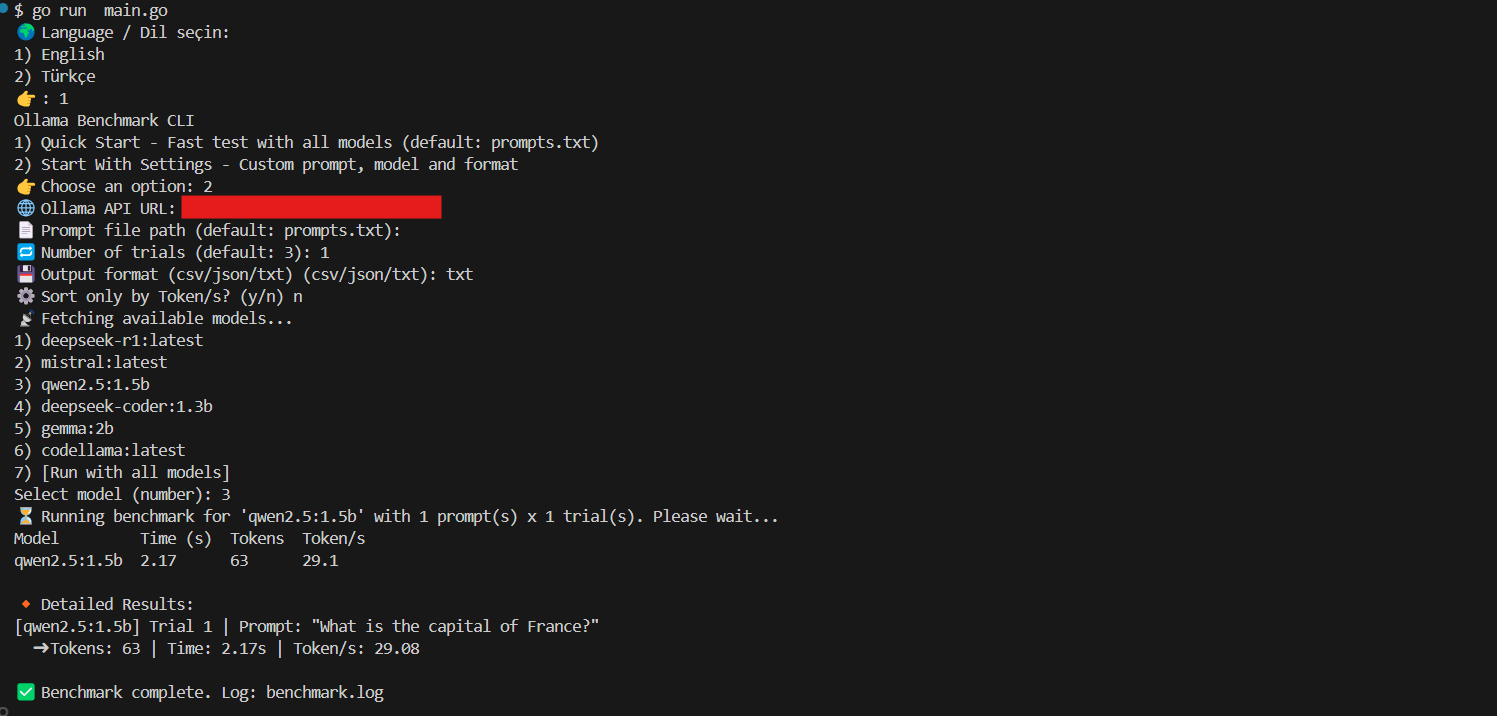 $ go run  main.go
🌍 Language / Dil seçin:
1) English
2) Türkçe
👉 : 1
Ollama Benchmark CLI
1) Quick Start - Fast test with all models (default: prompts.txt)
2) Start With Settings - Custom prompt, model and format
👉 Choose an option: 2
🌐 Ollama API URL:
📄 Prompt file path (default: prompts.txt):
🔁 Number of trials (default: 3): 1
💾 Output format (csv/json/txt) (csv/json/txt): txt
⚙️ Sort only by Token/s? (y/n) n
📡 Fetching available models...
1) deepseek-r1:latest
2) mistral:latest
3) qwen2.5:1.5b
4) deepseek-coder:1.3b
5) gemma:2b
6) codellama:latest
7) [Run with all models]
Select model (number): 3
⏳ Running benchmark for 'qwen2.5:1.5b' with 1 prompt(s) x 1 trial(s). Please wait...
Model         Time (s)  Tokens  Token/s
qwen2.5:1.5b  2.17      63      29.1
🔸 Detailed Results:
[qwen2.5:1.5b] Trial 1 | Prompt: "What is the capital of France?"
  ➜Tokens: 63 | Time: 2.17s | Token/s: 29.08
✅ Benchmark complete. Log: benchmark.log